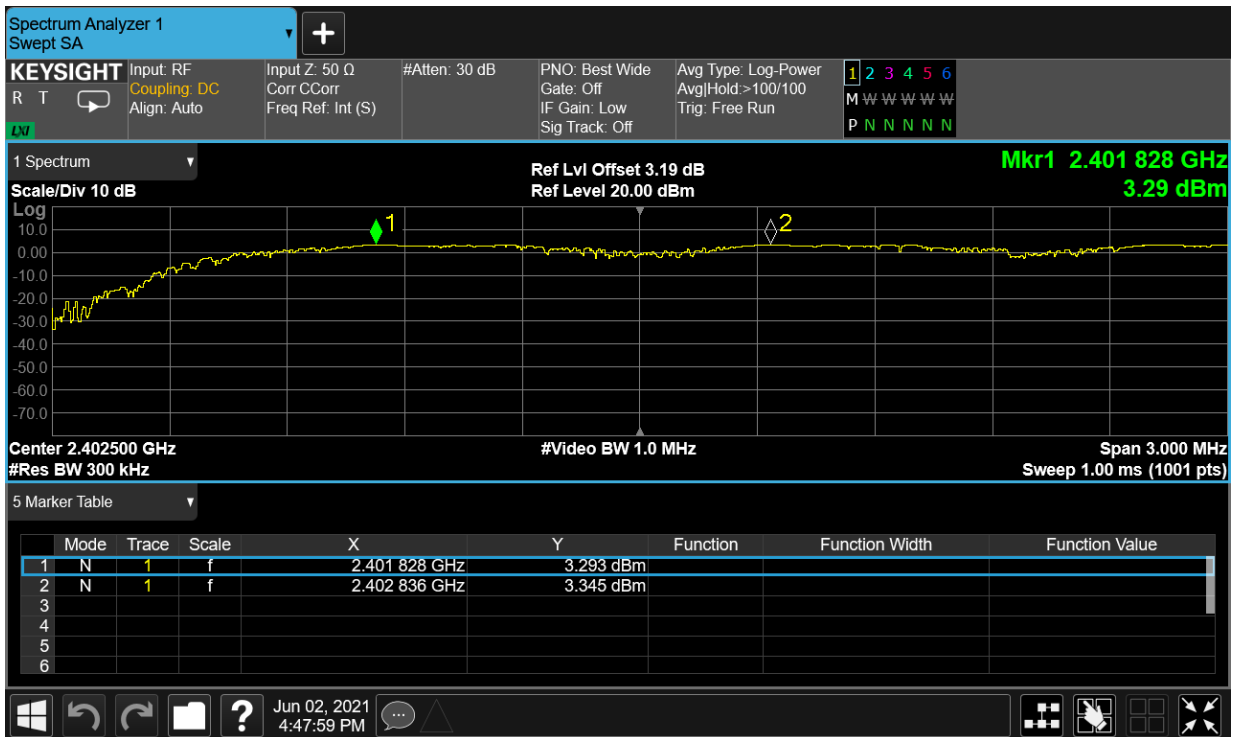 Spectrum Analyzer 1
Swept SA
+
KEYSIGHT Input: RF Input Z: 50 Ω #Atten: 30 dB PNO: Best Wide Avg Type: Log-Power 1 2 3 4 5 6
R T Coupling: DC Corr CCorr Gate: Off Avg|Hold:>100/100 M W W W W W
Align: Auto Freq Ref: Int (S) IF Gain: Low Trig: Free Run
LXI Sig Track: Off P N N N N N
1 Spectrum Ref Lvl Offset 3.19 dB Mkr1 2.401 828 GHz
Scale/Div 10 dB Ref Level 20.00 dBm 3.29 dBm
Log
1 2
10.0
0.00
-10.0
-20.0
-30.0
-40.0
-50.0
-60.0
-70.0
Center 2.402500 GHz #Video BW 1.0 MHz Span 3.000 MHz
#Res BW 300 kHz Sweep 1.00 ms (1001 pts)
5 Marker Table
Mode Trace Scale X Y Function Function Width Function Value
1 N 1 f 2.401 828 GHz 3.293 dBm
2 N 1 f 2.402 836 GHz 3.345 dBm
3
4
5
6
? Jun 02, 2021
4:47:59 PM